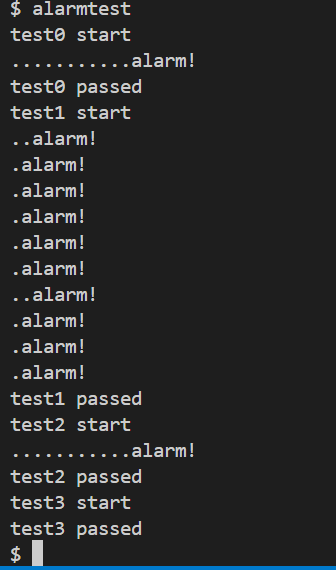 $ alarmtest
test0 start
...........alarm!
test0 passed
test1 start
..alarm!
.alarm!
.alarm!
.alarm!
.alarm!
.alarm!
..alarm!
.alarm!
.alarm!
.alarm!
test1 passed
test2 start
...........alarm!
test2 passed
test3 start
test3 passed
$